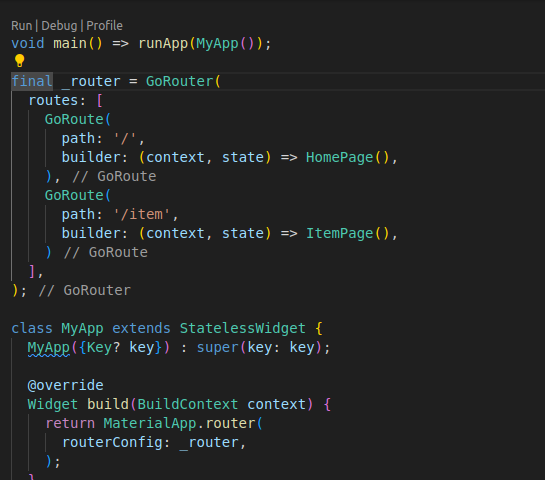 Run | Debug | Profile
void main() => runApp(MyApp());
final _router = GoRouter(
  routes: [
    GoRoute(
      path: '/',
      builder: (context, state) => HomePage(),
    ), // GoRoute
    GoRoute(
      path: '/item',
      builder: (context, state) => ItemPage(),
    ) // GoRoute
  ],
); // GoRouter
class MyApp extends StatelessWidget {
  MyApp({Key? key}) : super(key: key);
  @override
  Widget build(BuildContext context) {
    return MaterialApp.router(
      routerConfig: _router,
    );
  }